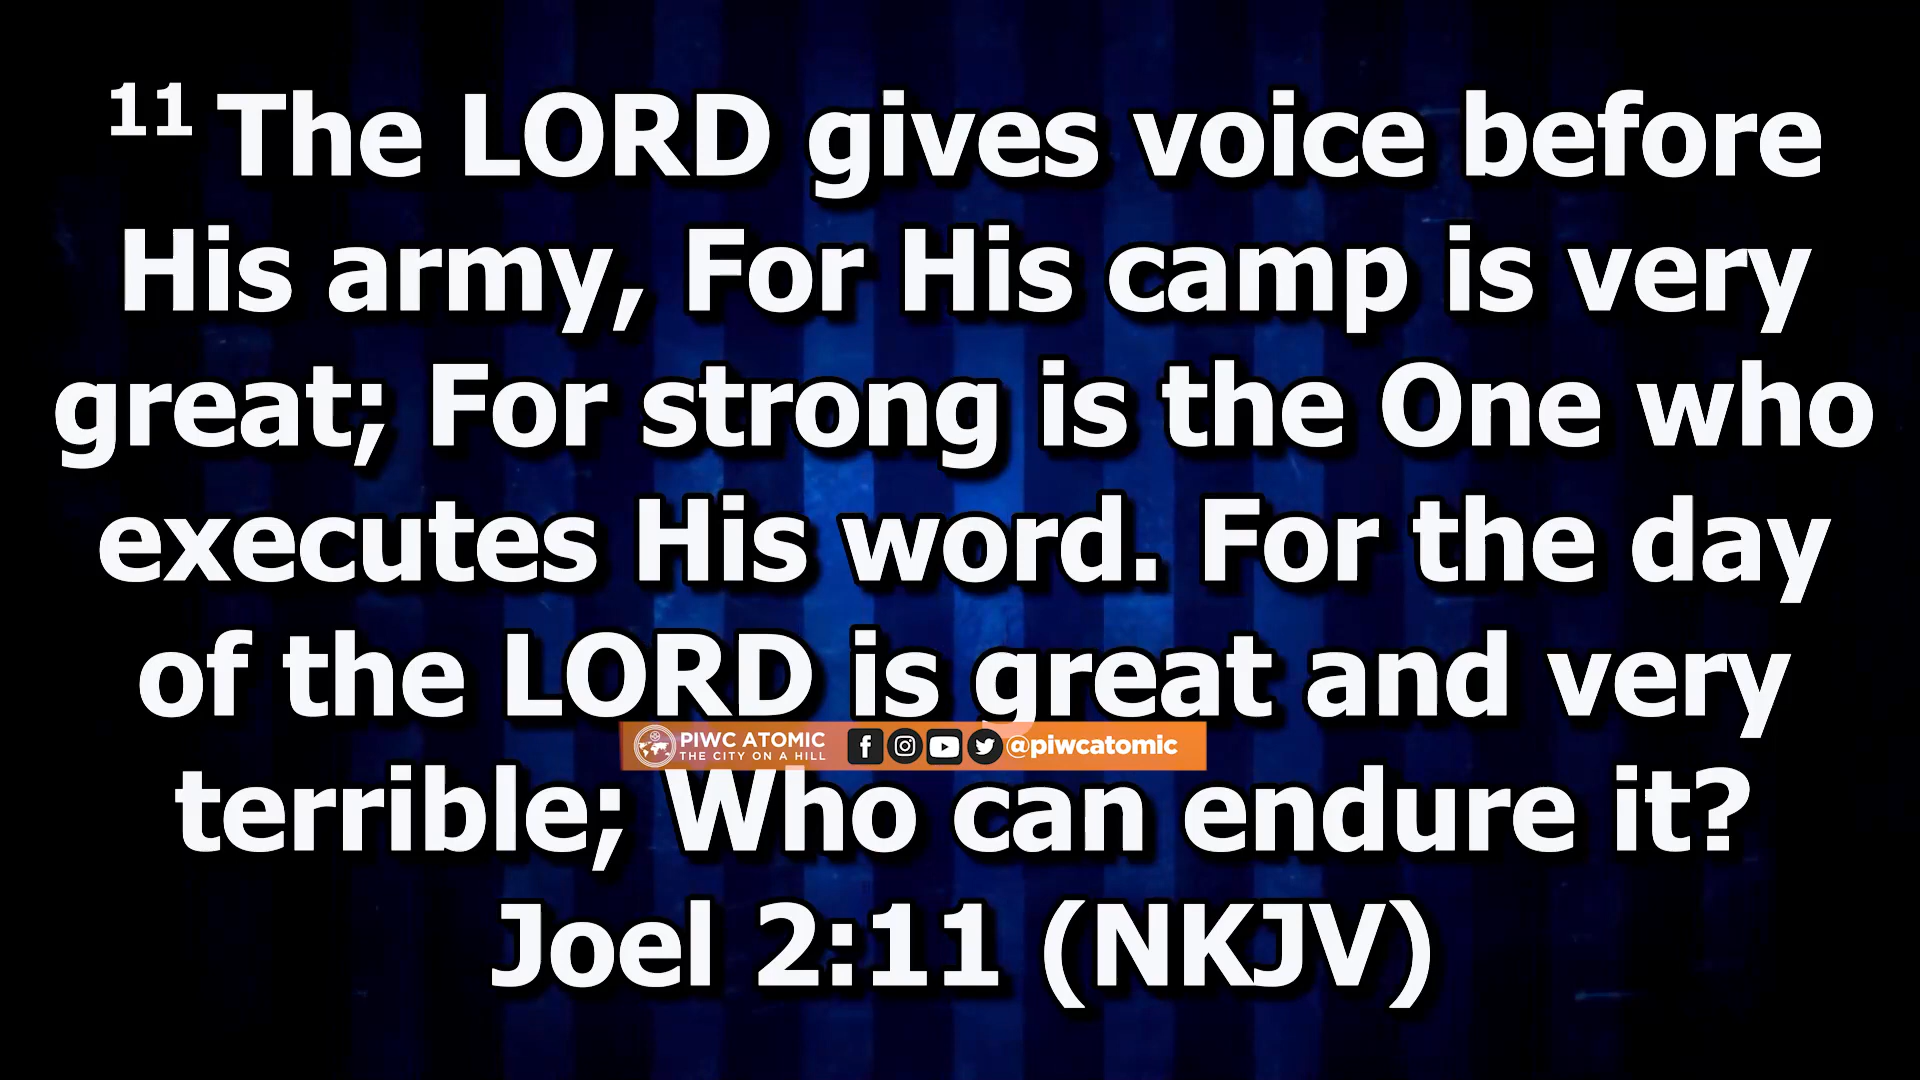 11 The LORD gives voice before
His army, For His camp is very
great; For strong is the One who
executes His word. For the day
of the LORD is great and very
PIWC ATOMIC
THE CITY ON A HILL
@piwcatomic
terrible; Who can endure it?
Joel 2:11 (NKJV)